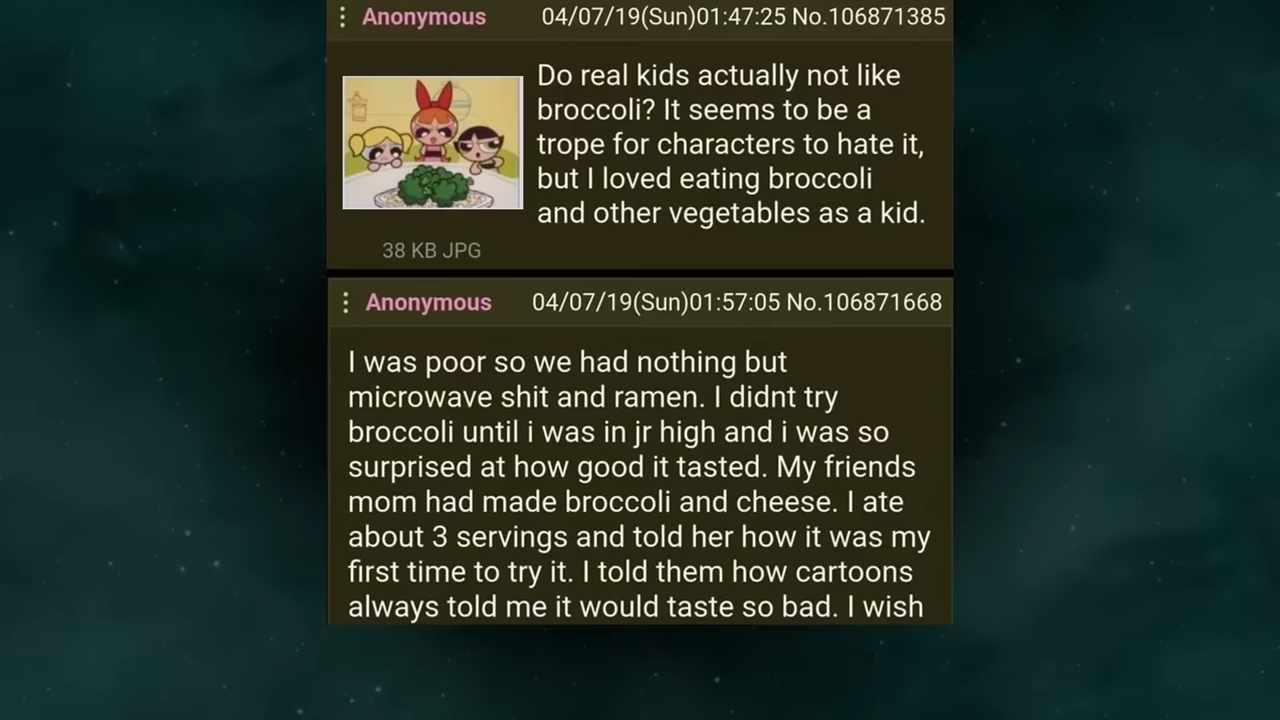 Anonymous 04/07/19(Sun)01:47:25 No.106871385
Do real kids actually not like
broccoli? It seems to be a
trope for characters to hate it,
but I loved eating broccoli
and other vegetables as a kid.
38 KB JPG
Anonymous 04/07/19(Sun)01:57:05 No.106871668
I was poor so we had nothing but
microwave shit and ramen. I didnt try
broccoli until i was in jr high and i was so
surprised at how good it tasted. My friends
mom had made broccoli and cheese. I ate
about 3 servings and told her how it was my
first time to try it. I told them how cartoons
always told me it would taste so bad. I wish